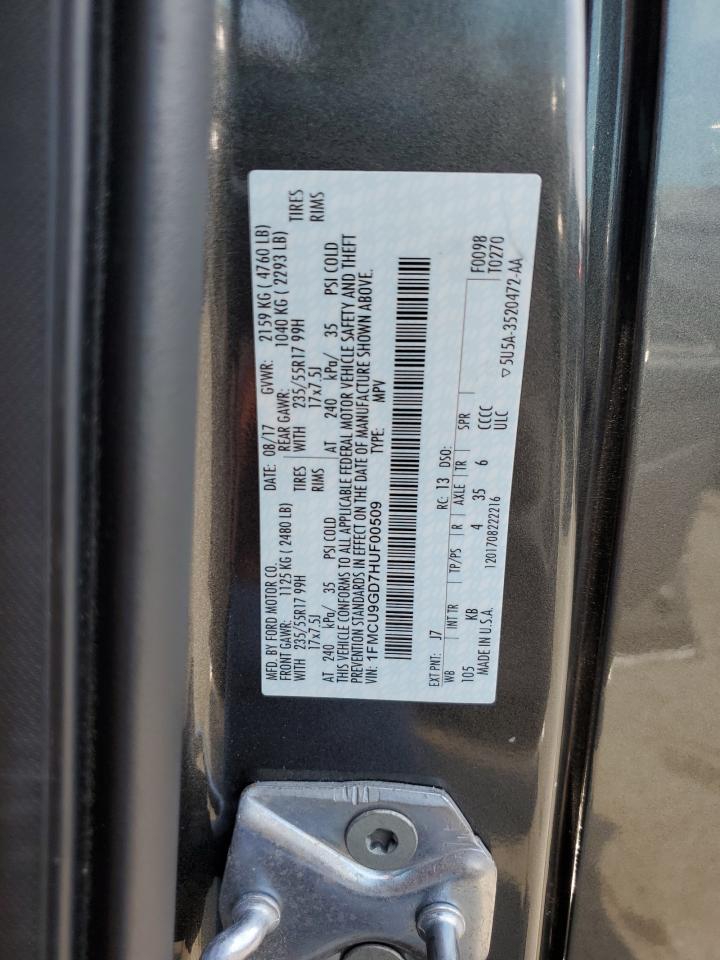 MFD. BY FORD MOTOR CO. DATE: 08/17 GVWR: 2159 KG ( 4760 LB)
FRONT GAWR: 1125 KG ( 2480 LB) REAR GAWR: 1040 KG ( 2293 LB)
WITH 235/55R17 99H TIRES WITH 235/55R17 99H TIRES
17x7.5J RIMS 17x7.5J RIMS
AT 240 kPa/ 35 PSI COLD AT 240 kPa/ 35 PSI COLD
THIS VEHICLE CONFORMS TO ALL APPLICABLE FEDERAL MOTOR VEHICLE SAFETY AND THEFT
PREVENTION STANDARDS IN EFFECT ON THE DATE OF MANUFACTURE SHOWN ABOVE.
VIN: 1FMCU9GD7HUF00509 TYPE: MPV
EXT PNT: J7 RC: 13 DSO: F0098
WB INT TR TP/PS R AXLE TR SPR T0270
105 KB 4 35 6 CCCC
MADE IN U.S.A. 1201708222216 ULC ▽5U5A-3520472-AA